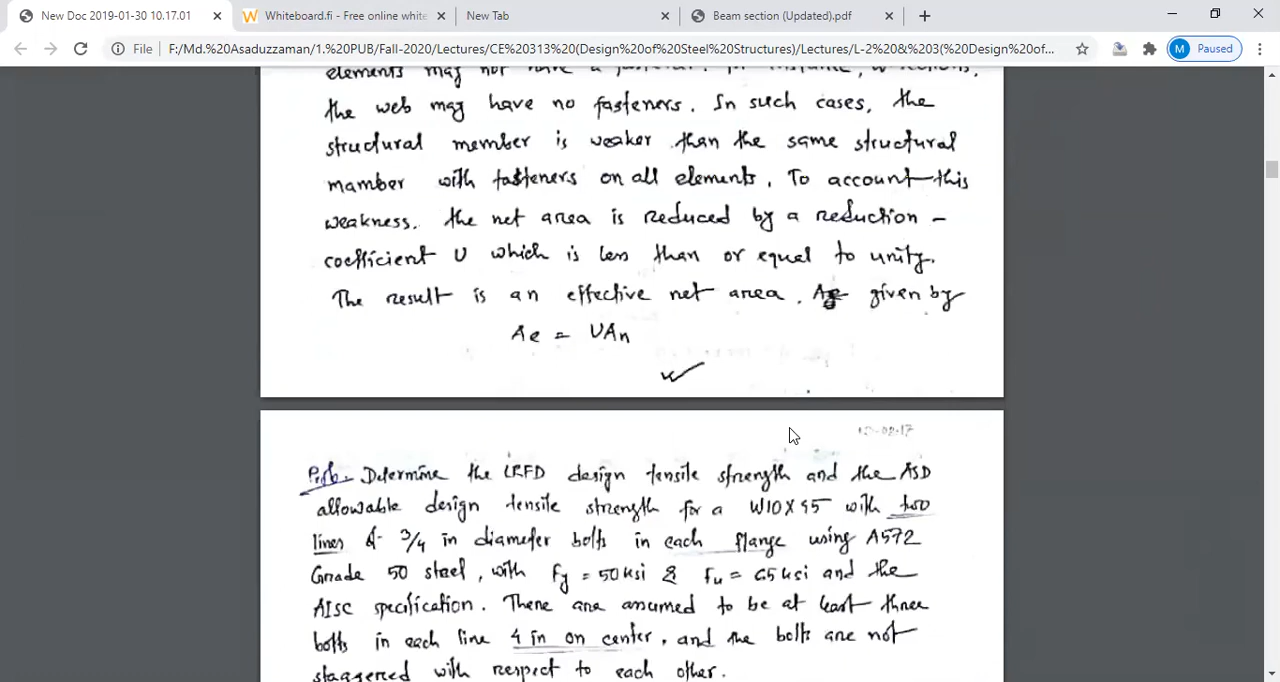 New Doc 2019-01-30 10.17.01
Whiteboard.fi - Free online white
New Tab
Beam section (Updated).pdf
File
F:/Md.%20Asaduzzaman/1.%20PUB/Fall-2020/Lectures/CE%20313%20(Design%20of%20Steel%20Structures)/Lectures/L-2%20&%203(%20Design%20of...
M Paused
elements may not have a
the web may have no fasteners. In such cases, the
structural member is weaker than the same structural
mamber with fasteners on all elements. To account this
weakness. the net area is reduced by a reduction -
coefficient U which is less than or equal to unity.
The result is an effective net area, Ae given by
Ae = UAn
Prob- Determine the LRFD design tensile strength and the ASD
allowable design tensile strength for a W10X45 with two
lines of 3/4 in diameter bolts in each flange using A572
Grade 50 steel, with Fy = 50 ksi & Fu = 65 ksi and the
AISC specification. There are assumed to be at least three
bolts in each line 4 in on center, and the bolts are not
staggered with respect to each other.